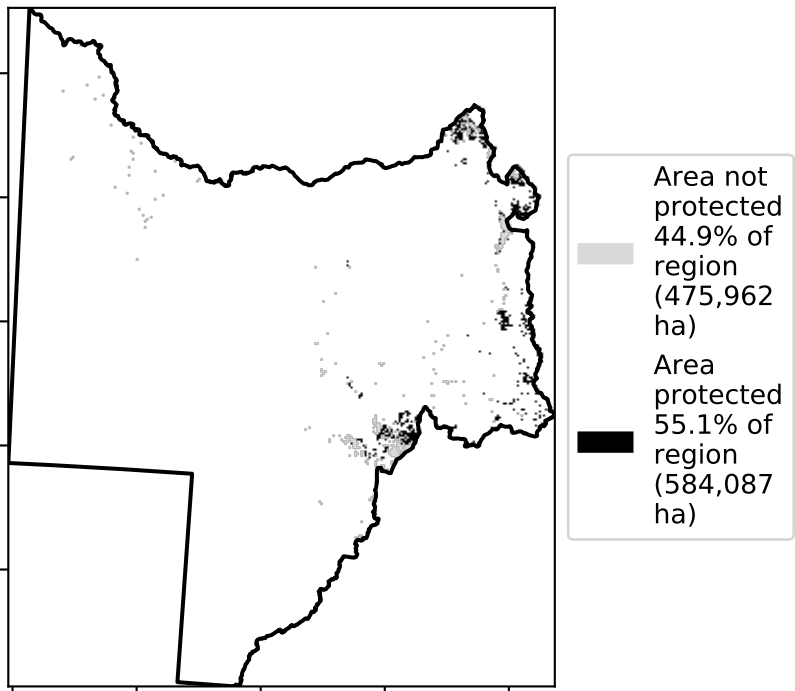 Area not
protected
44.9% of
region
(475,962
ha)
Area
protected
55.1% of
region
(584,087
ha)